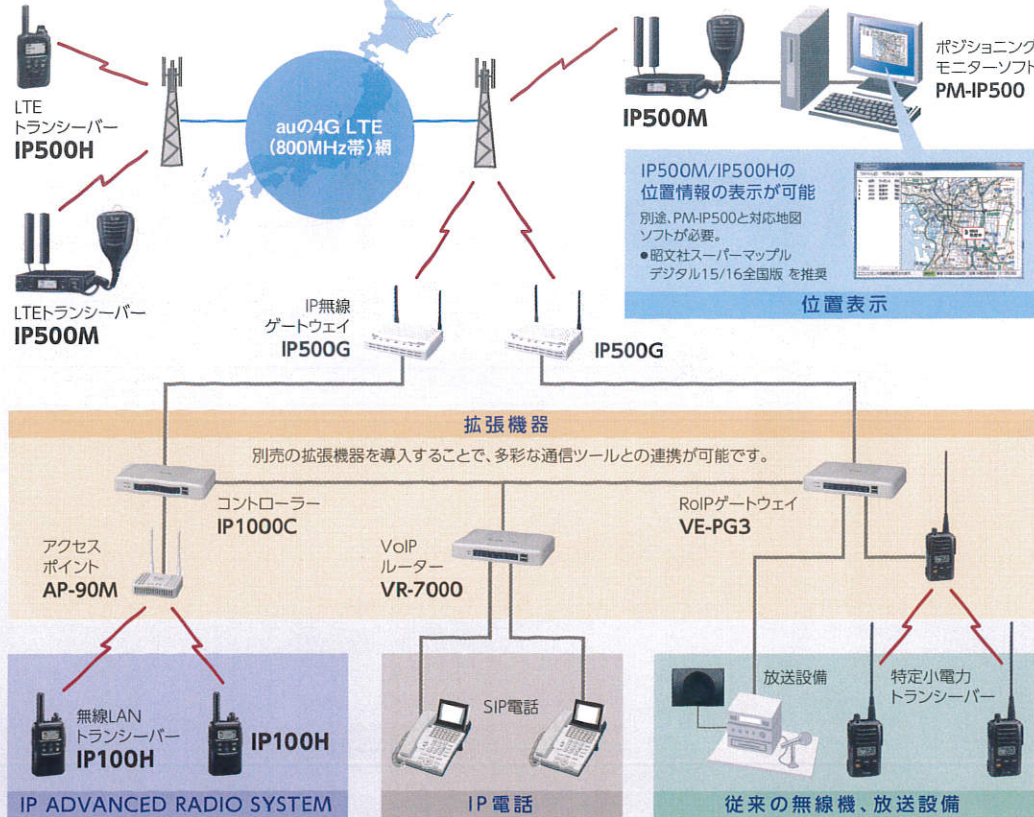 LTE
トランシーバー
IP500H
LTEトランシーバー
IP500M
auの4G LTE
(800MHz帯)網
IP500M
ポジショニング
モニターソフト
PM-IP500
IP500M/IP500Hの
位置情報の表示が可能
別途、PM-IP500と対応地図
ソフトが必要。
●昭文社スーパーマップル
デジタル15/16全国版 を推奨
位置表示
IP無線
ゲートウェイ
IP500G
IP500G
拡張機器
別売の拡張機器を導入することで、多彩な通信ツールとの連携が可能です。
コントローラー
IP1000C
アクセス
ポイント
AP-90M
VoIP
ルーター
VR-7000
RoIPゲートウェイ
VE-PG3
無線LAN
トランシーバー
IP100H
IP100H
IP ADVANCED RADIO SYSTEM
SIP電話
IP電話
放送設備
特定小電力
トランシーバー
従来の無線機、放送設備